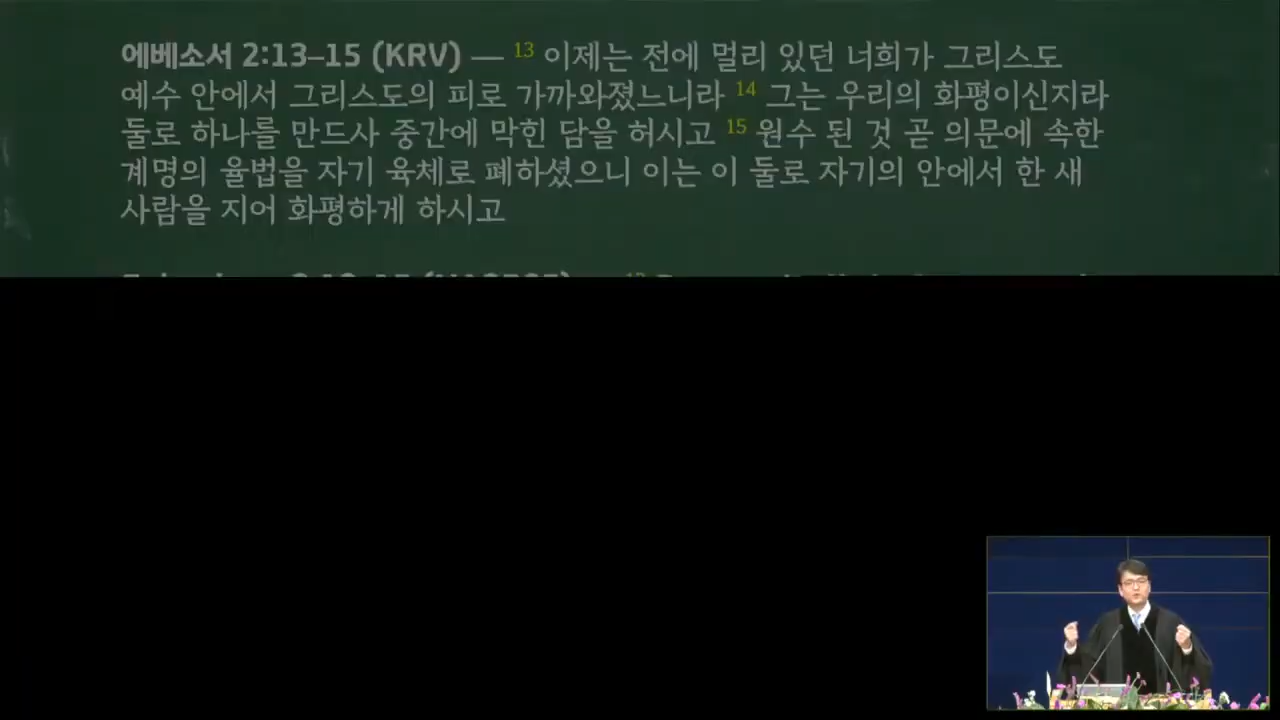 에베소서 2:13–15 (KRV) — 13 이제는 전에 멀리 있던 너희가 그리스도
예수 안에서 그리스도의 피로 가까와졌느니라 14 그는 우리의 화평이신지라
둘로 하나를 만드사 중간에 막힌 담을 허시고 15 원수 된 것 곧 의문에 속한
계명의 율법을 자기 육체로 폐하셨으니 이는 이 둘로 자기의 안에서 한 새
사람을 지어 화평하게 하시고